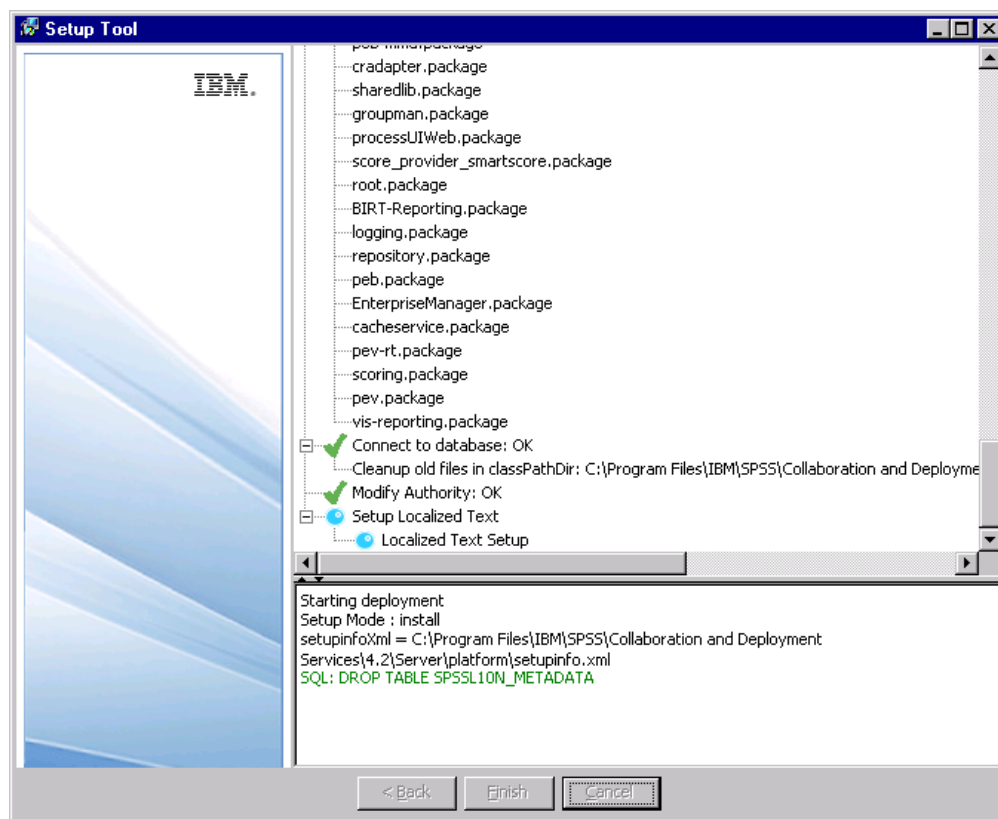 Setup Tool
IBM.
cradapter.package
sharedlib.package
groupman.package
processUIWeb.package
score_provider_smartscore.package
root.package
BIRT-Reporting.package
logging.package
repository.package
peb.package
EnterpriseManager.package
cacheservice.package
pev-rt.package
scoring.package
pev.package
vis-reporting.package
Connect to database: OK
Cleanup old files in classPathDir: C:\Program Files\IBM\SPSS\Collaboration and Deployme
Modify Authority: OK
Setup Localized Text
Localized Text Setup
Starting deployment
Setup Mode : install
setupinfoXml = C:\Program Files\IBM\SPSS\Collaboration and Deployment
Services\4.2\Server\platform\setupinfo.xml
SQL: DROP TABLE SPSSL10N_METADATA
< Back
Finish
Cancel